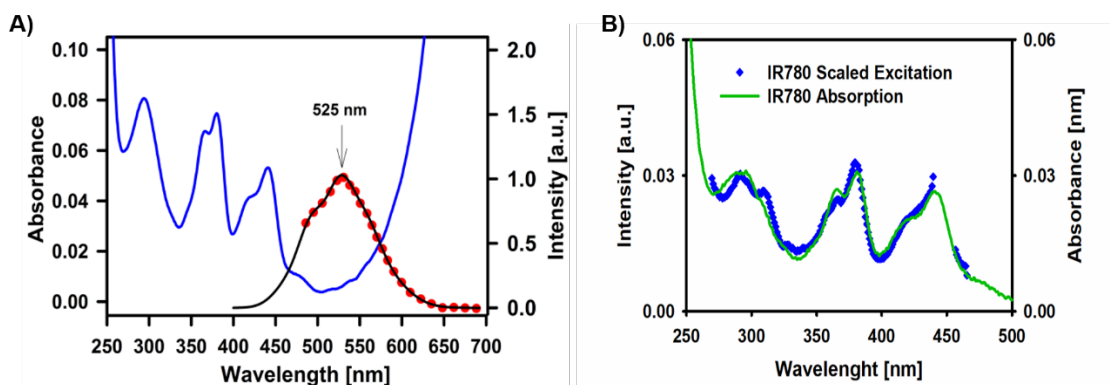 A)
0.10
0.08
0.06
0.04
0.02
0.00
Absorbance
525 nm
2.0
1.5
1.0
0.5
0.0
Intensity [a.u.]
250 300 350 400 450 500 550 600 650 700
Wavelength [nm]
B)
0.06
0.03
0.00
Intensity [a.u.]
IR780 Scaled Excitation
IR780 Absorption
0.06
0.03
0.00
Absorbance [nm]
250 300 350 400 450 500
Wavelenght [nm]